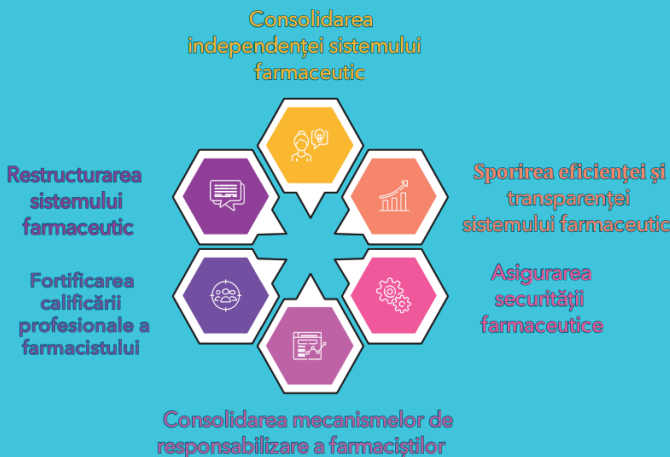 Consolidarea
independenței sistemului
farmaceutic
Restructurarea
sistemului
farmaceutic
Sporirea eficienței și
transparenței
sistemului farmaceutic
Fortificarea
calificării
profesionale a
farmacistului
Asigurarea
securității
farmaceutice
Consolidarea mecanismelor de
responsabilizare a farmaciștilor